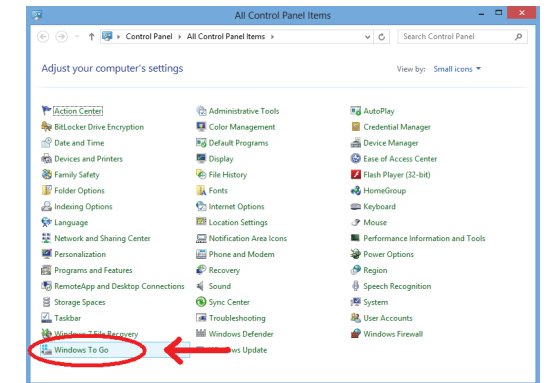 All Control Panel Items
Control Panel All Control Panel Items Search Control Panel
Adjust your computer's settings View by: Small icons
Action Center Administrative Tools AutoPlay
BitLocker Drive Encryption Color Management Credential Manager
Date and Time Default Programs Device Manager
Devices and Printers Display Ease of Access Center
Family Safety File History Flash Player (32-bit)
Folder Options Fonts HomeGroup
Indexing Options Internet Options Keyboard
Language Location Settings Mouse
Network and Sharing Center Notification Area Icons Performance Information and Tools
Personalization Phone and Modem Power Options
Programs and Features Recovery Region
RemoteApp and Desktop Connections Sound Speech Recognition
Storage Spaces Sync Center System
Taskbar Troubleshooting User Accounts
Windows 7 File Recovery Windows Defender Windows Firewall
Windows To Go Windows Update